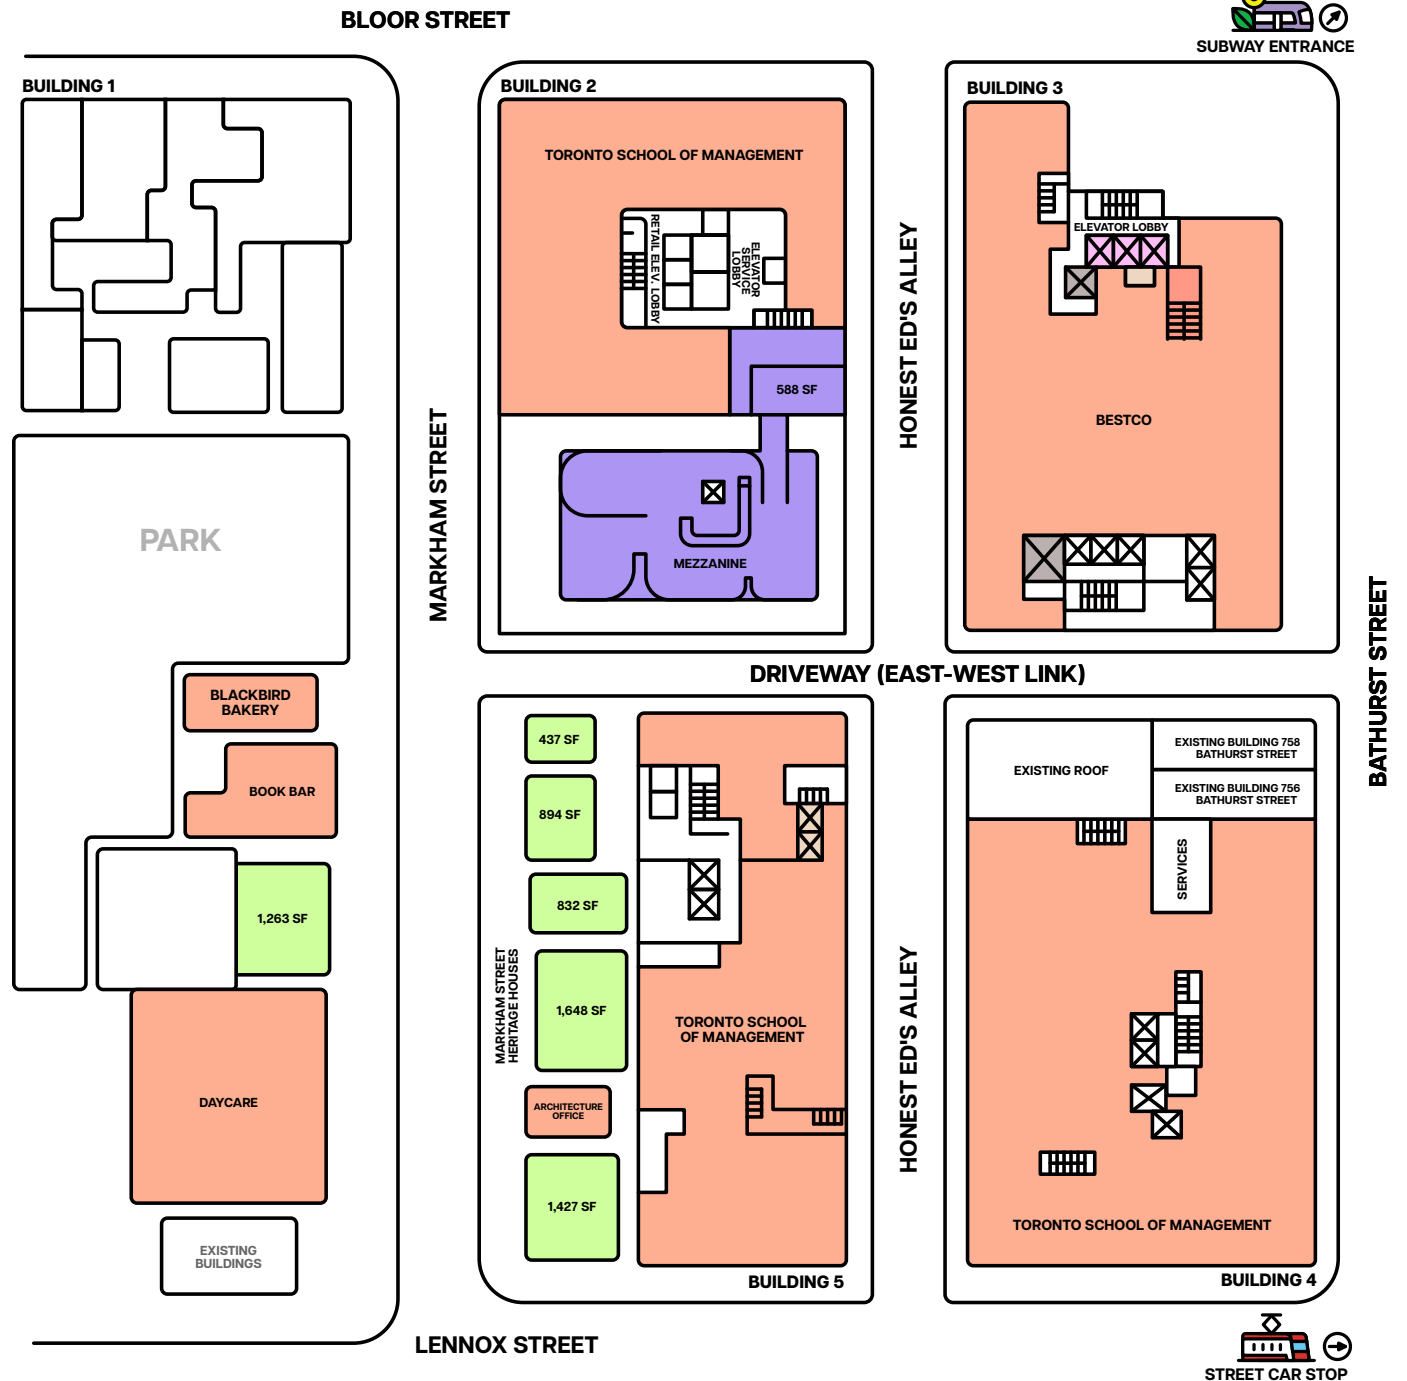 BLOOR STREET
SUBWAY ENTRANCE
BUILDING 1
BUILDING 2
BUILDING 3
TORONTO SCHOOL OF MANAGEMENT
RETAIL ELEV. LOBBY
ELEVATOR
SERVICE
LOBBY
ELEVATOR LOBBY
HONEST ED'S ALLEY
588 SF
BESTCO
MARKHAM STREET
PARK
MEZZANINE
BATHURST STREET
DRIVEWAY (EAST-WEST LINK)
BLACKBIRD
BAKERY
BOOK BAR
1,263 SF
DAYCARE
EXISTING
BUILDINGS
437 SF
894 SF
832 SF
MARKHAM STREET
HERITAGE HOUSES
1,648 SF
ARCHITECTURE
OFFICE
1,427 SF
TORONTO SCHOOL
OF MANAGEMENT
BUILDING 5
HONEST ED'S ALLEY
EXISTING ROOF
EXISTING BUILDING 758
BATHURST STREET
EXISTING BUILDING 756
BATHURST STREET
SERVICES
TORONTO SCHOOL OF MANAGEMENT
BUILDING 4
LENNOX STREET
STREET CAR STOP